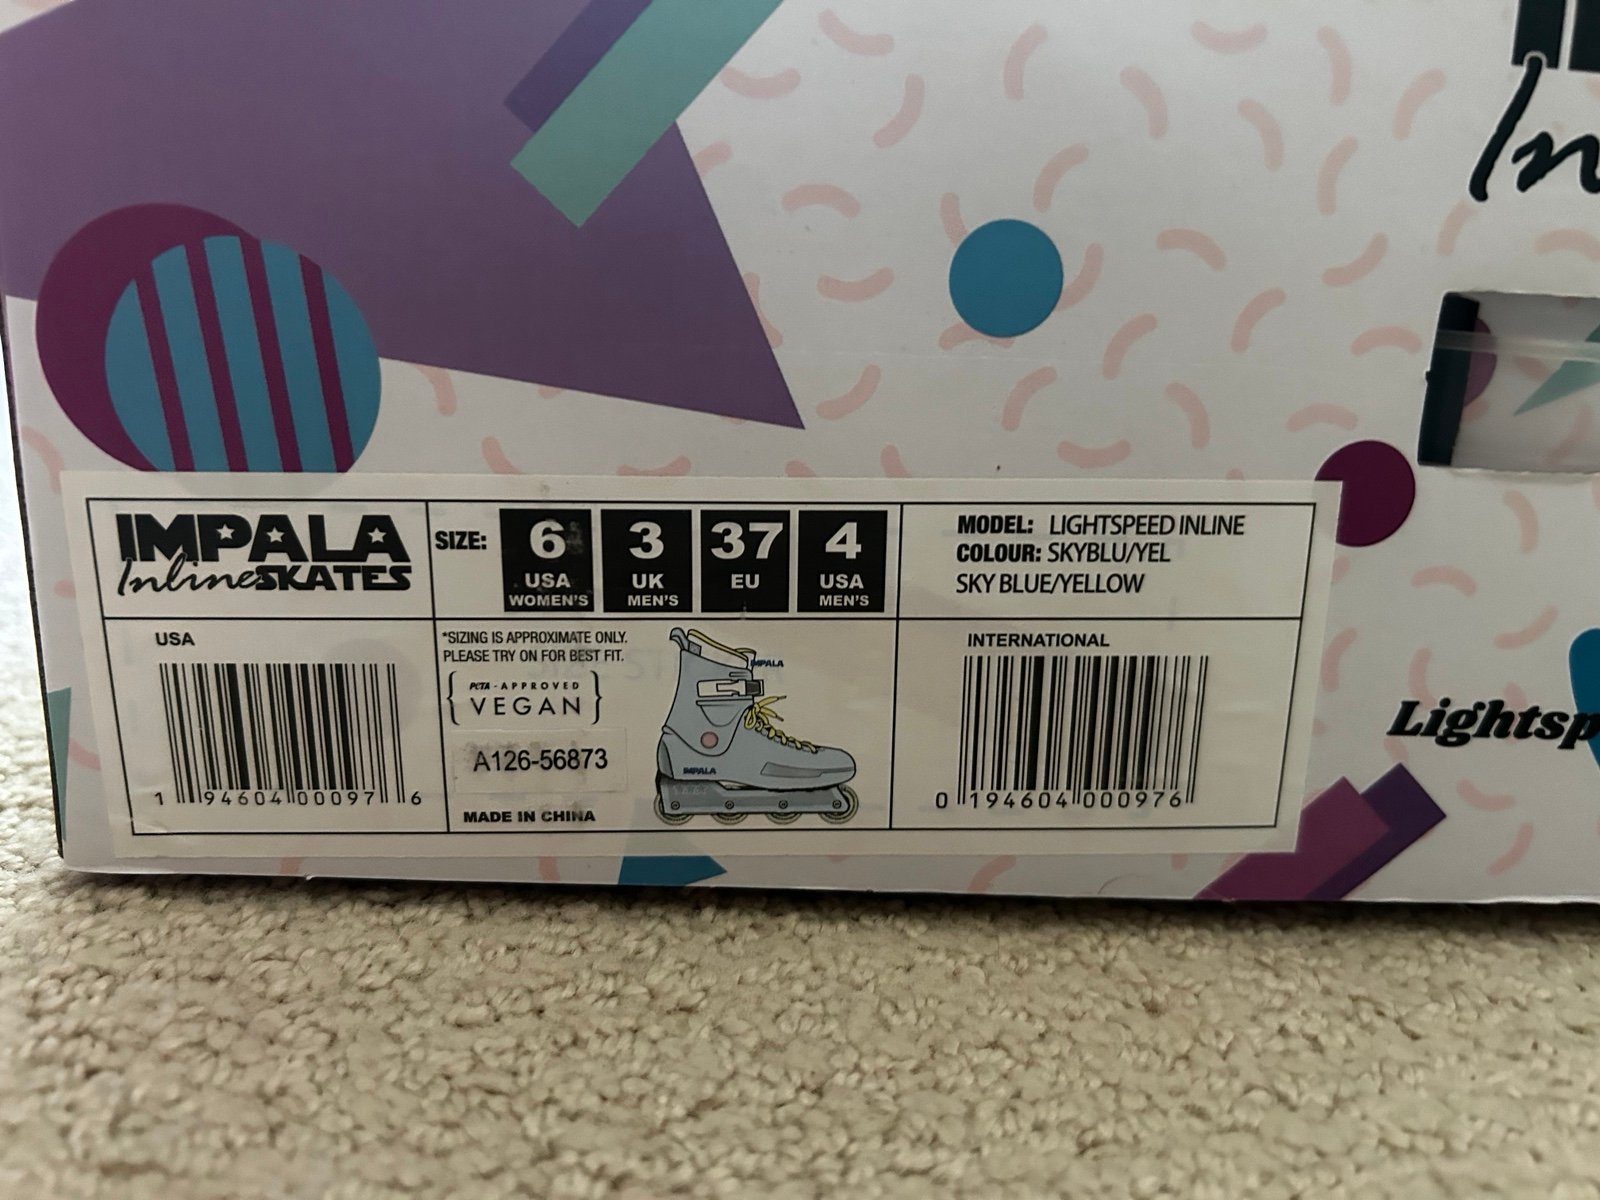 In
IMPALA
InlineSKATES
SIZE:
6
USA
WOMEN'S
3
UK
MEN'S
37
EU
4
USA
MEN'S
MODEL: LIGHTSPEED INLINE
COLOUR: SKYBLU/YEL
SKY BLUE/YELLOW
USA
1 94604 00097 6
*SIZING IS APPROXIMATE ONLY.
PLEASE TRY ON FOR BEST FIT.
PETA-APPROVED
VEGAN
A126-56873
MADE IN CHINA
IMPALA
IMPALA
INTERNATIONAL
0 194604 000976
Lightsp